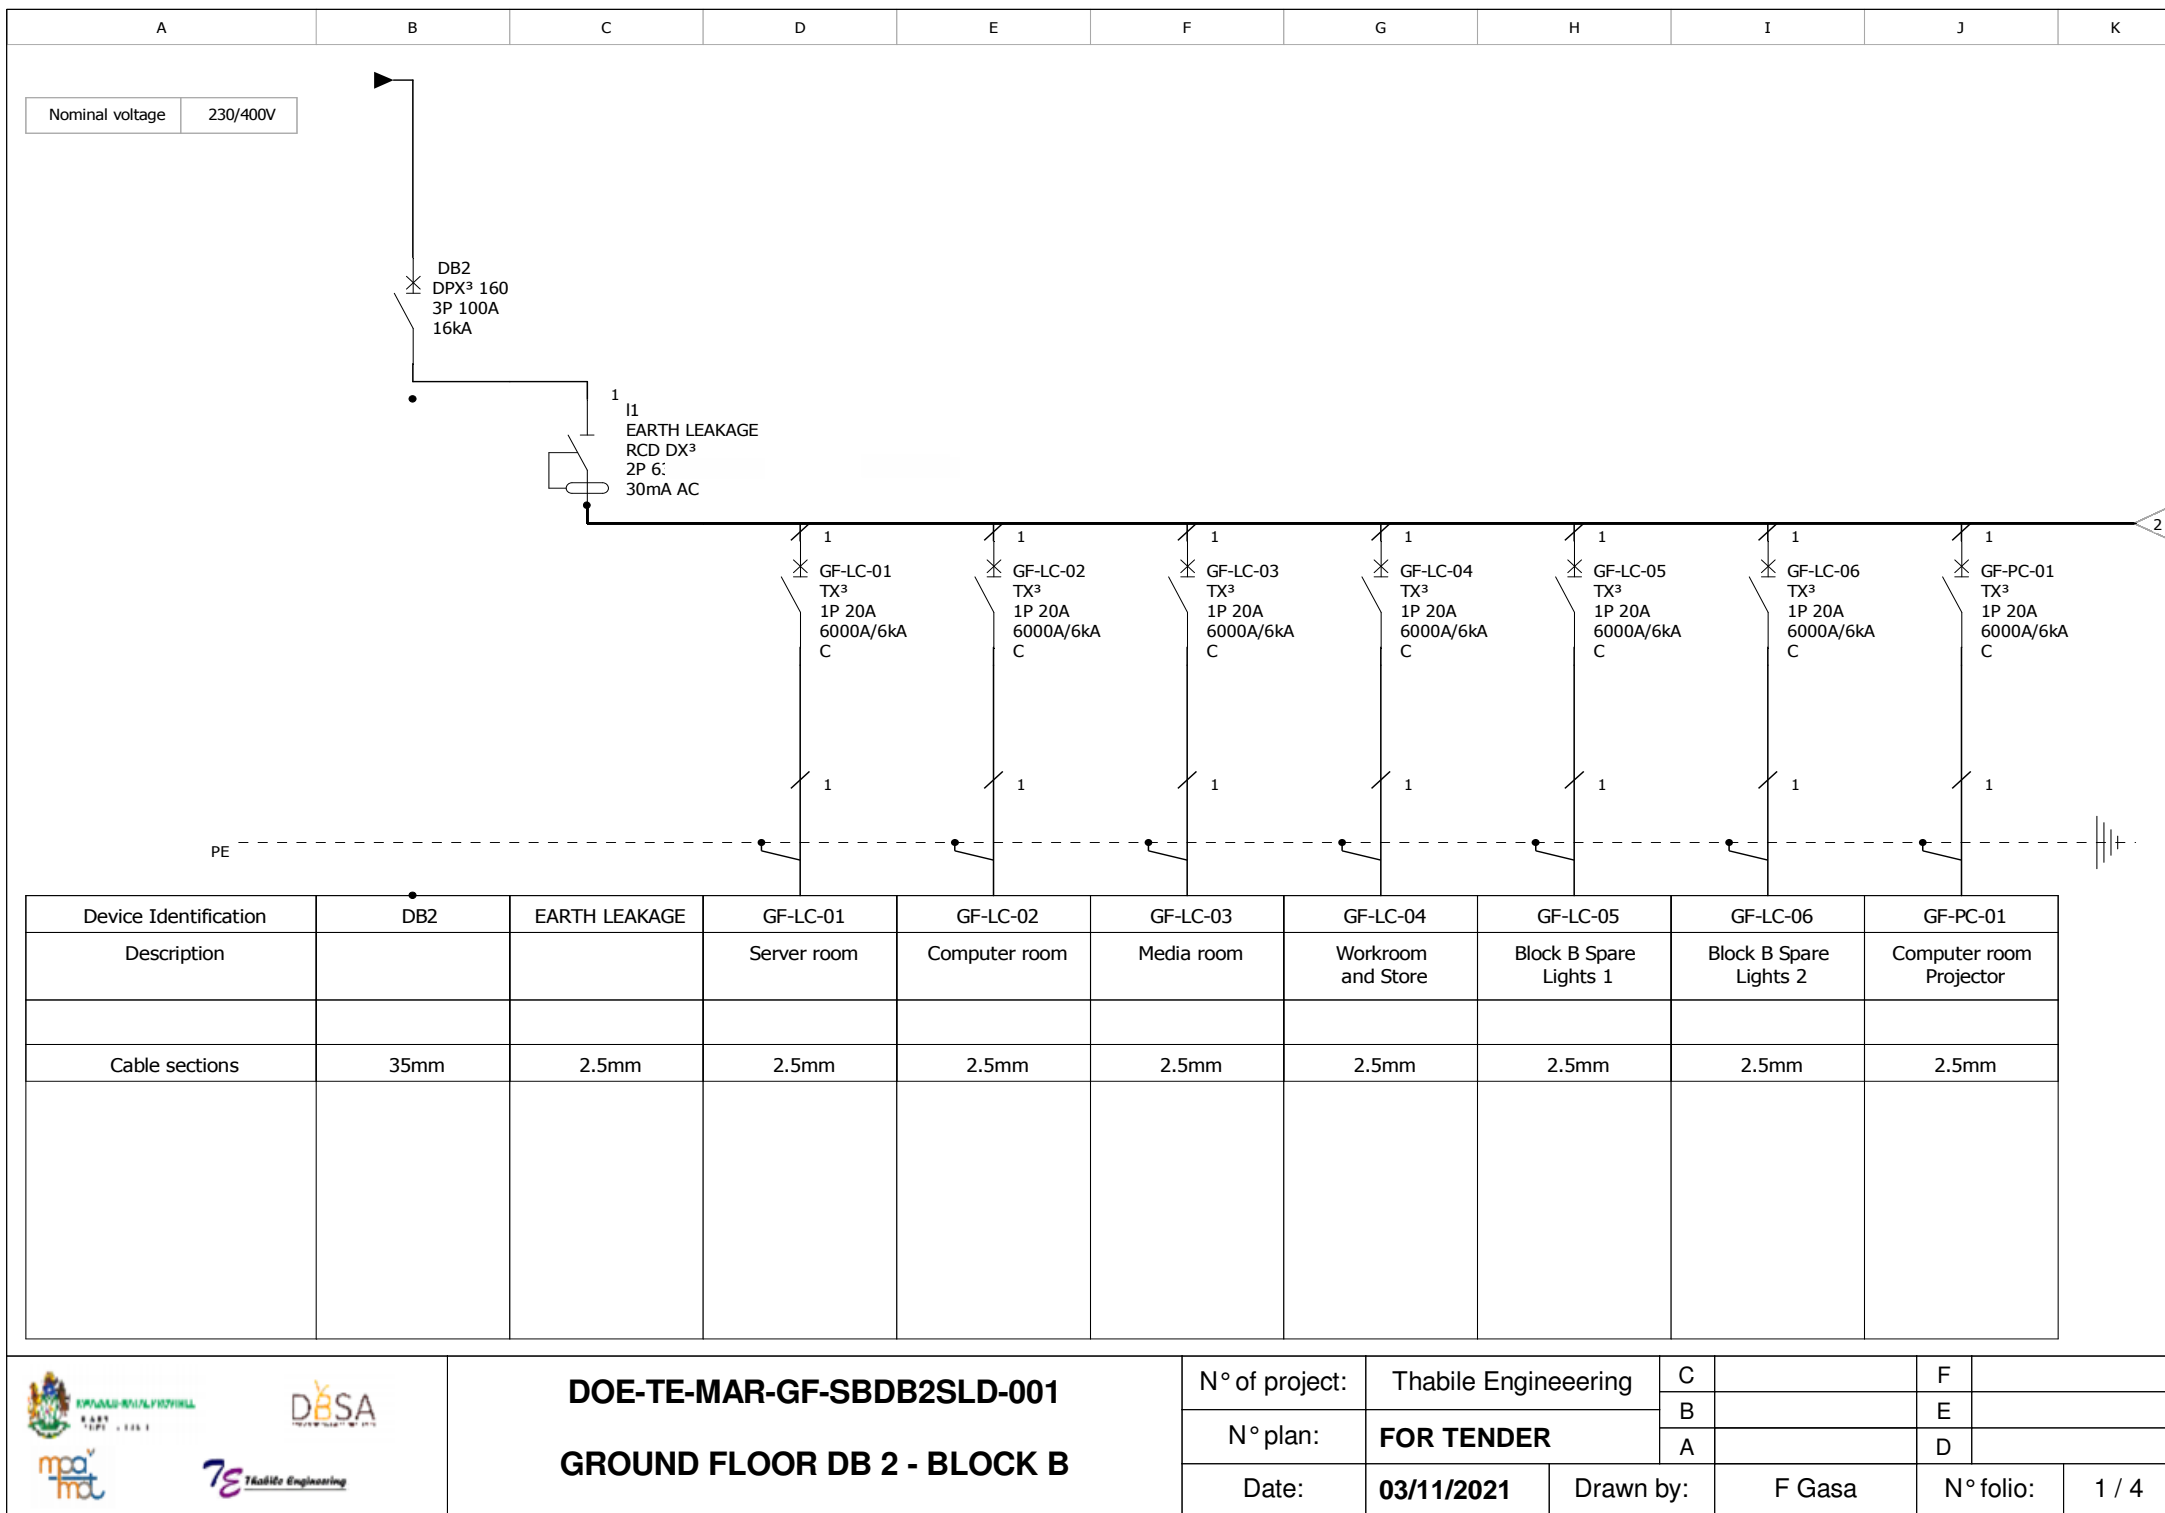 A B C D E F G H I J K
Nominal voltage 230/400V
DB2
DPX³ 160
3P 100A
16kA
1
I1
EARTH LEAKAGE
RCD DX³
2P
30mA AC
2
1 1 1 1 1 1 1
GF-LC-01 GF-LC-02 GF-LC-03 GF-LC-04 GF-LC-05 GF-LC-06 GF-PC-01
TX³ TX³ TX³ TX³ TX³ TX³ TX³
1P 20A 1P 20A 1P 20A 1P 20A 1P 20A 1P 20A 1P 20A
6000A/6kA 6000A/6kA 6000A/6kA 6000A/6kA 6000A/6kA 6000A/6kA 6000A/6kA
C C C C C C C
1 1 1 1 1 1 1
PE
Device Identification DB2 EARTH LEAKAGE GF-LC-01 GF-LC-02 GF-LC-03 GF-LC-04 GF-LC-05 GF-LC-06 GF-PC-01
Description Server room Computer room Media room Workroom Block B Spare Block B Spare Computer room
and Store Lights 1 Lights 2 Projector
Cable sections 35mm 2.5mm 2.5mm 2.5mm 2.5mm 2.5mm 2.5mm 2.5mm 2.5mm
DBSA
TE Thabile Engineering
DOE-TE-MAR-GF-SBDB2SLD-001
GROUND FLOOR DB 2 - BLOCK B
N° of project: Thabile Engineeering C F
B E
N° plan: FOR TENDER A D
Date: 03/11/2021 Drawn by: F Gasa N° folio: 1 / 4